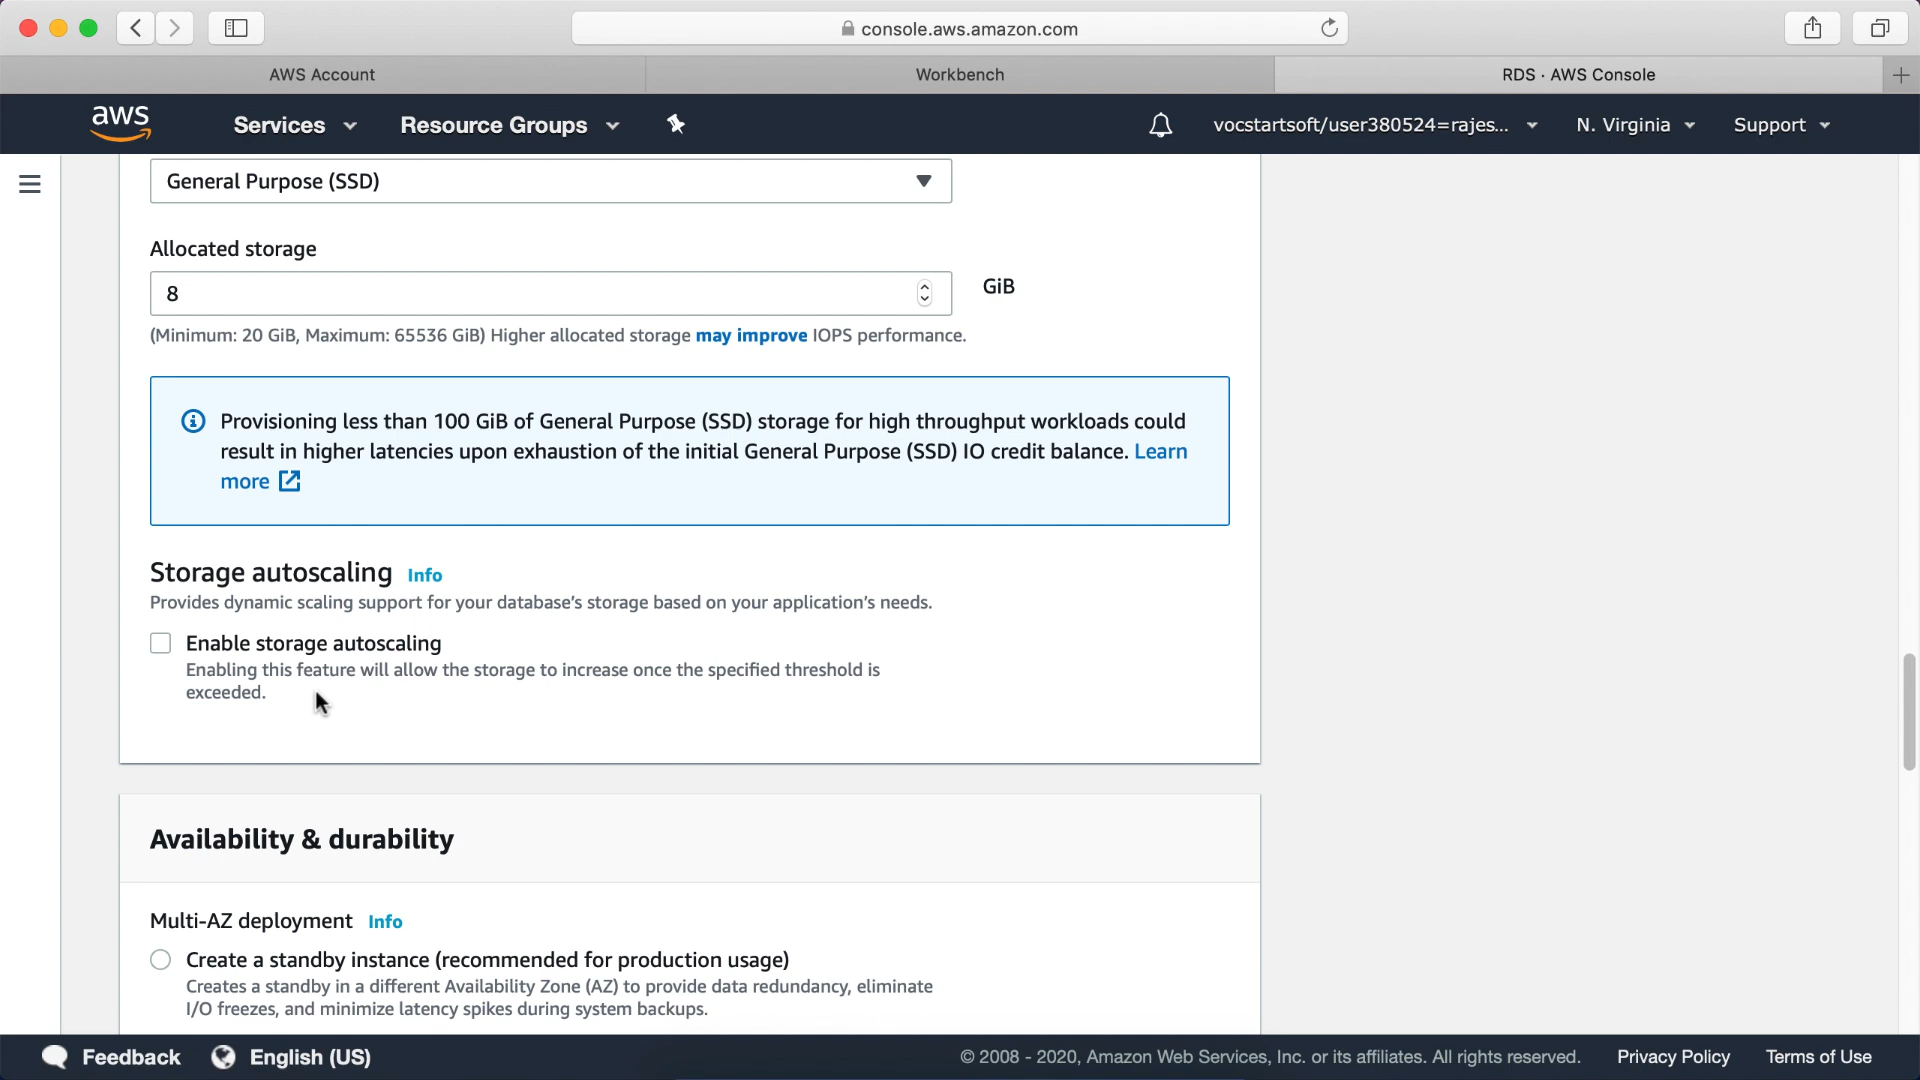 console.aws.amazon.com
AWS Account
Workbench
RDS · AWS Console
aws
Services
Resource Groups
vocstartsoft/user380524=rajes...
N. Virginia
Support
General Purpose (SSD)
Allocated storage
8
GiB
(Minimum: 20 GiB, Maximum: 65536 GiB) Higher allocated storage may improve IOPS performance.
Provisioning less than 100 GiB of General Purpose (SSD) storage for high throughput workloads could
result in higher latencies upon exhaustion of the initial General Purpose (SSD) IO credit balance. Learn
more
Storage autoscaling Info
Provides dynamic scaling support for your database's storage based on your application's needs.
Enable storage autoscaling
Enabling this feature will allow the storage to increase once the specified threshold is
exceeded.
Availability & durability
Multi-AZ deployment Info
Create a standby instance (recommended for production usage)
Creates a standby in a different Availability Zone (AZ) to provide data redundancy, eliminate
I/O freezes, and minimize latency spikes during system backups.
Feedback
English (US)
© 2008 - 2020, Amazon Web Services, Inc. or its affiliates. All rights reserved.
Privacy Policy
Terms of Use